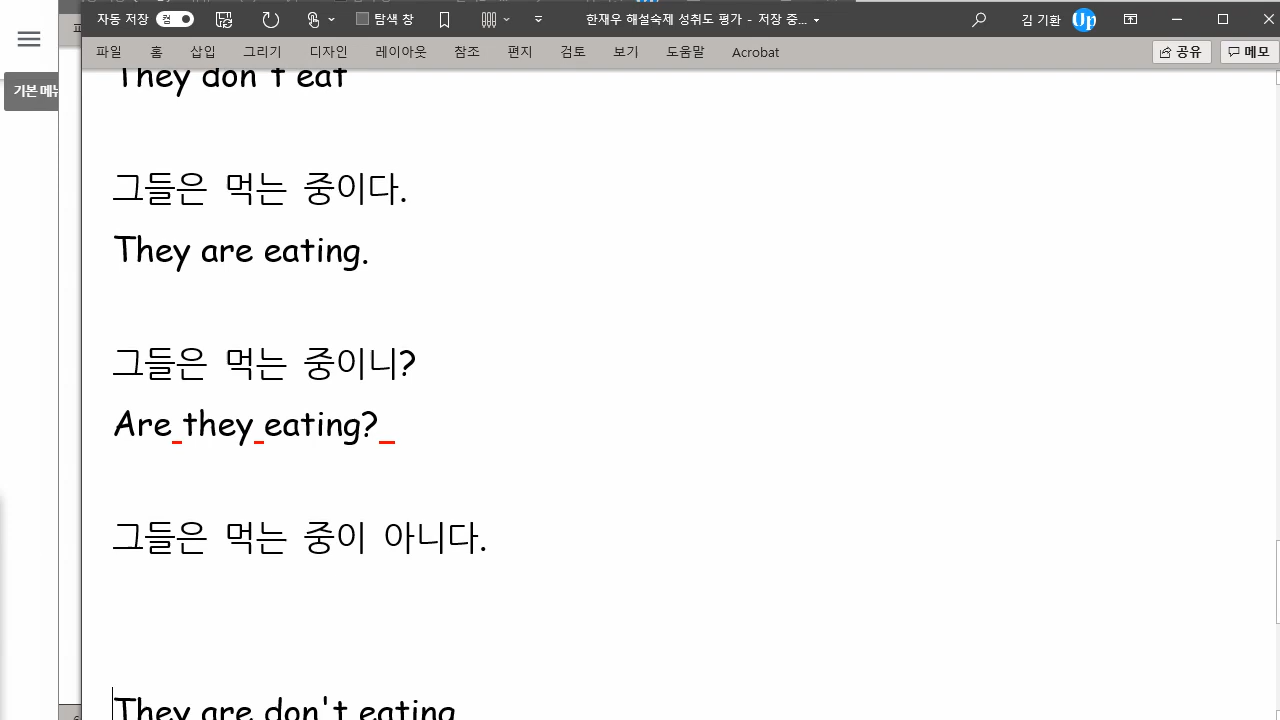 자동 저장 컴 탐색 창 한재우 해설숙제 성취도 평가 - 저장 중... 김 기환 Up
파일 홈 삽입 그리기 디자인 레이아웃 참조 편지 검토 보기 도움말 Acrobat 공유 메모
기본 메뉴
They don't eat
그들은 먹는 중이다.
They are eating.
그들은 먹는 중이니?
Are they eating?
그들은 먹는 중이 아니다.
They are don't eating